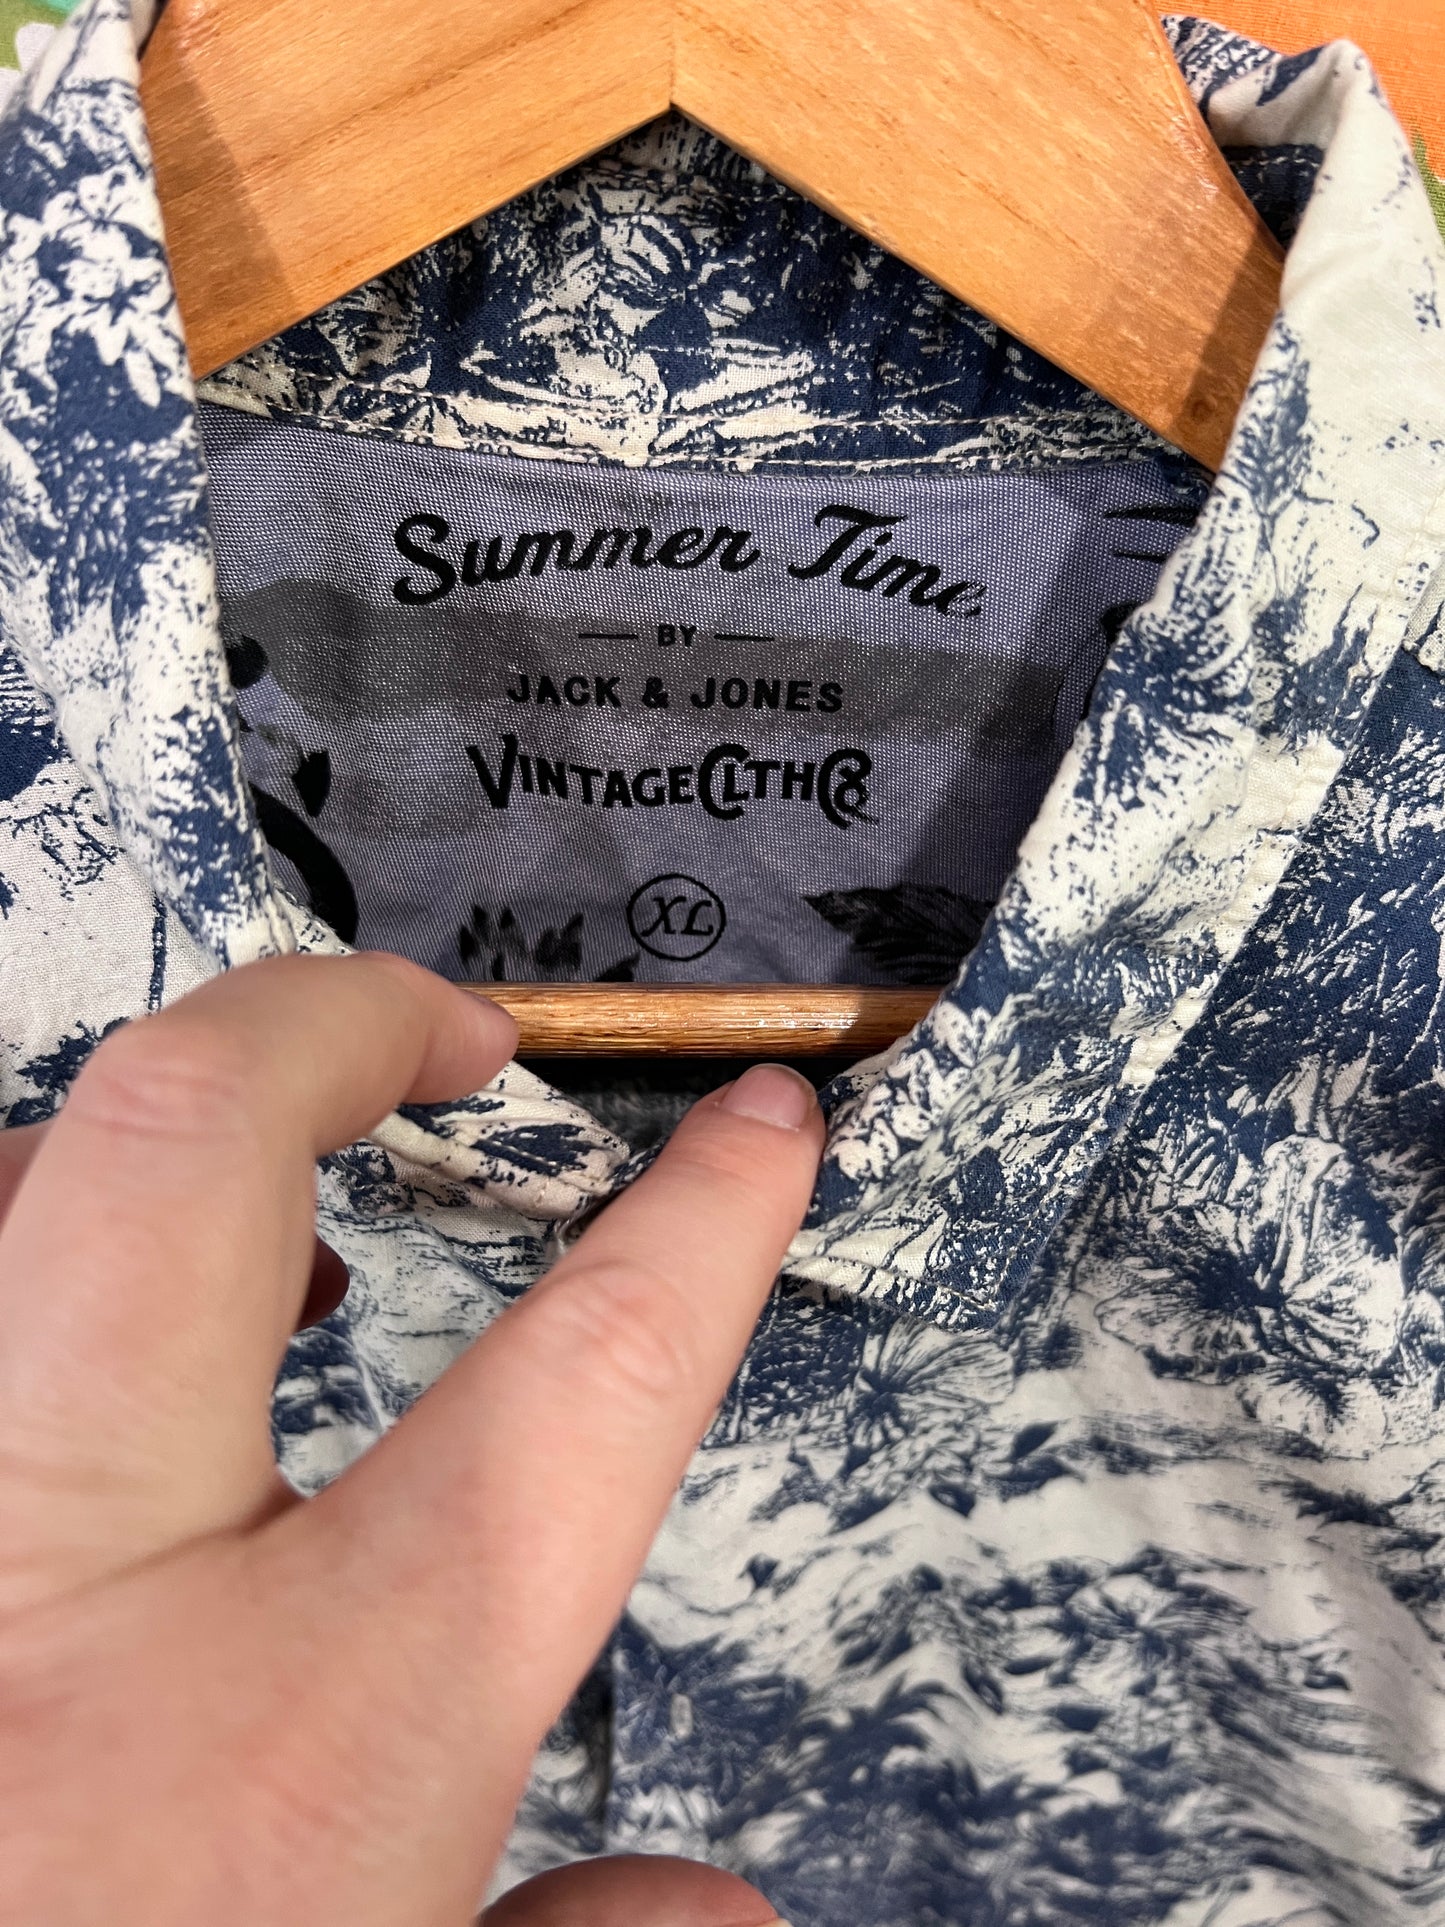 Summer Time
BY
JACK & JONES
VINTAGE CLTH Co
XL